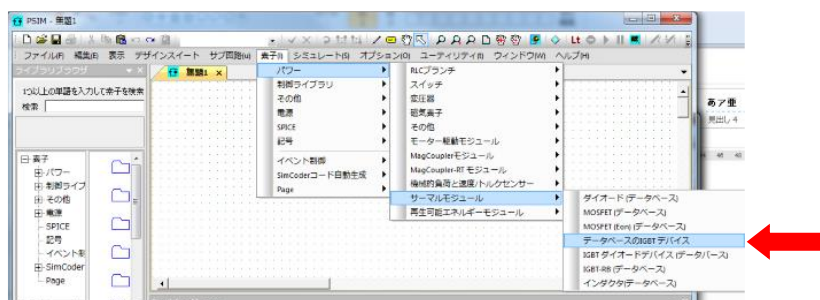 PSIM - 無題1
ファイル(F) 編集(E) 表示 デザインスイート サブ回路(u) 素子(I) シミュレート(S) オプション(O) ユーティリティ(I) ウィンドウ(W) ヘルプ(H)
ライブラリブラウザ
無題1
1つ以上の単語を入力して素子を検索
検索
素子
パワー
制御ライブ
その他
電源
SPICE
記号
イベント制
SimCoder
Page
パワー
制御ライブラリ
その他
電源
SPICE
記号
イベント制御
SimCoderコード自動生成
Page
RLCブランチ
スイッチ
変圧器
磁気素子
その他
モーター駆動モジュール
MagCouplerモジュール
MagCoupler-RT モジュール
機械的負荷と速度/トルクセンサー
サーマルモジュール
再生可能エネルギーモジュール
ダイオード (データベース)
MOSFET (データベース)
MOSFET (Eon) (データベース)
データベースのIGBT デバイス
IGBT ダイオードデバイス (データバース)
IGBT-RB (データベース)
インダクタ(データベース)
あア亜
見出し 4